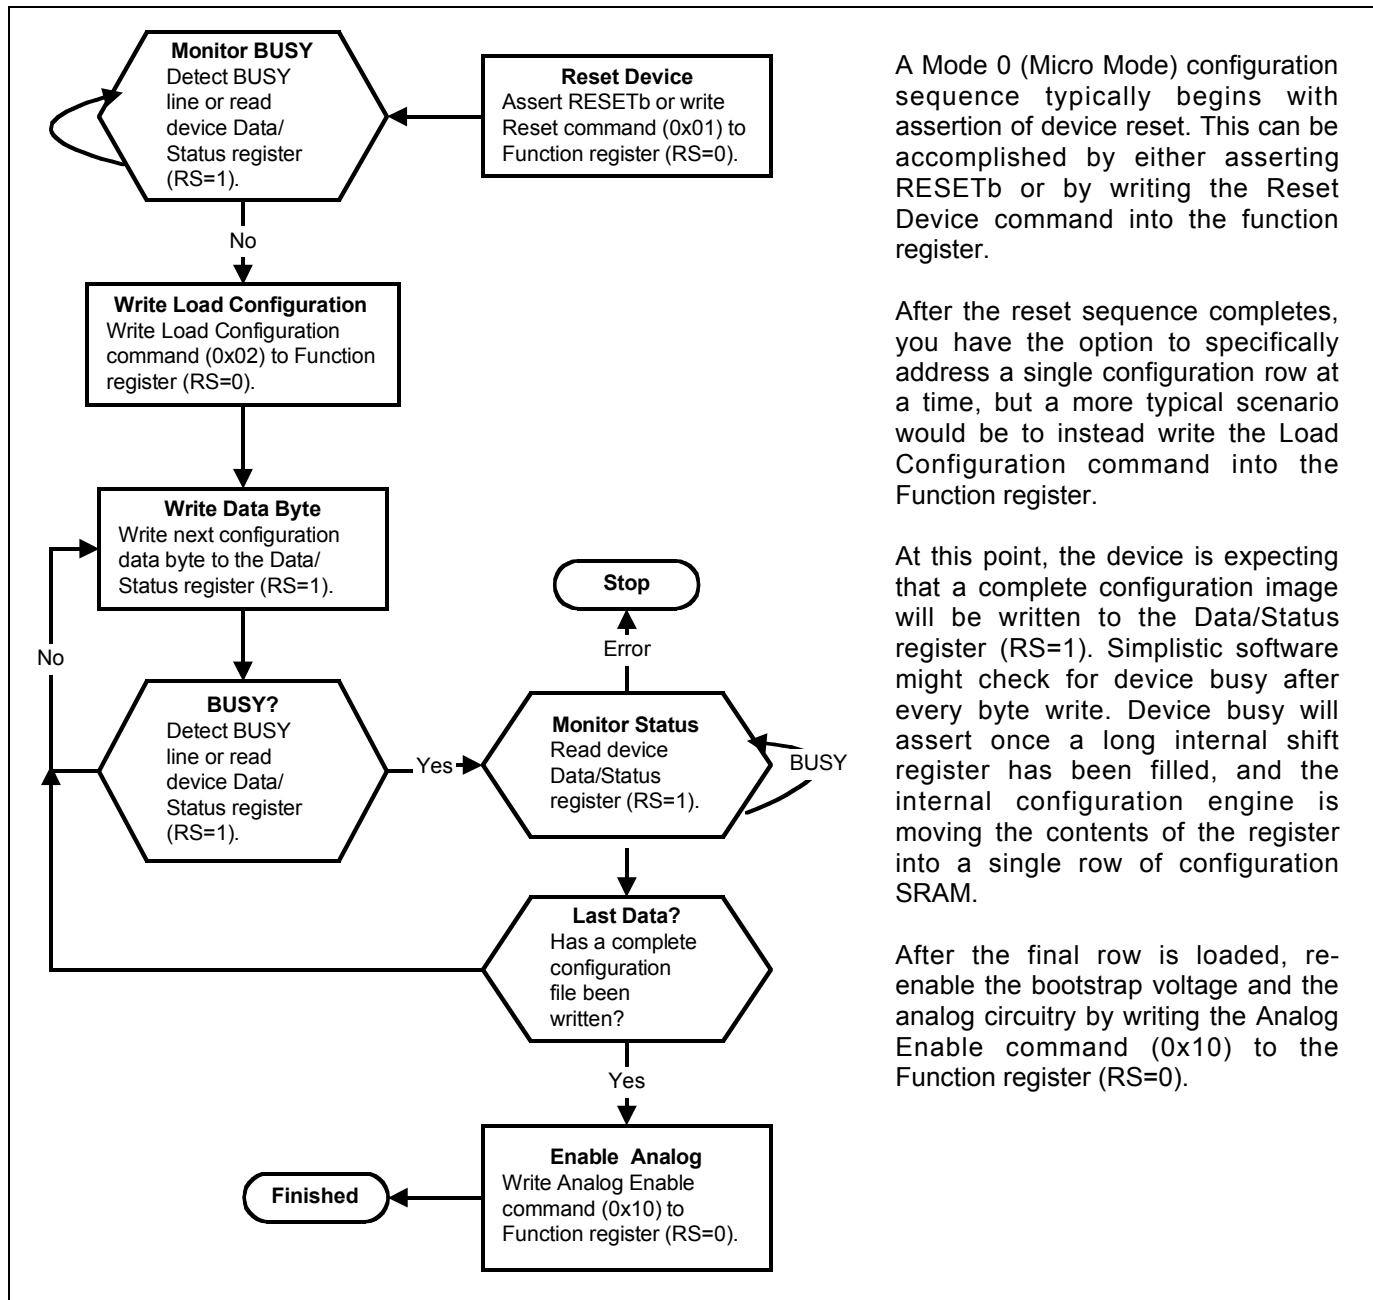 Monitor BUSY
Detect BUSY
line or read
device Data/
Status register
(RS=1).
Reset Device
Assert RESETb or write
Reset command (0x01) to
Function register (RS=0).
No
Write Load Configuration
Write Load Configuration
command (0x02) to Function
register (RS=0).
Write Data Byte
Write next configuration
data byte to the Data/
Status register (RS=1).
No
BUSY?
Detect BUSY
line or read
device Data/
Status register
(RS=1).
Yes
Stop
Error
Monitor Status
Read device
Data/Status
register (RS=1).
BUSY
Last Data?
Has a complete
configuration
file been
written?
Yes
Enable Analog
Write Analog Enable
command (0x10) to
Function register (RS=0).
Finished
A Mode 0 (Micro Mode) configuration
sequence typically begins with
assertion of device reset. This can be
accomplished by either asserting
RESETb or by writing the Reset
Device command into the function
register.
After the reset sequence completes,
you have the option to specifically
address a single configuration row at
a time, but a more typical scenario
would be to instead write the Load
Configuration command into the
Function register.
At this point, the device is expecting
that a complete configuration image
will be written to the Data/Status
register (RS=1). Simplistic software
might check for device busy after
every byte write. Device busy will
assert once a long internal shift
register has been filled, and the
internal configuration engine is
moving the contents of the register
into a single row of configuration
SRAM.
After the final row is loaded, re-
enable the bootstrap voltage and the
analog circuitry by writing the Analog
Enable command (0x10) to the
Function register (RS=0).